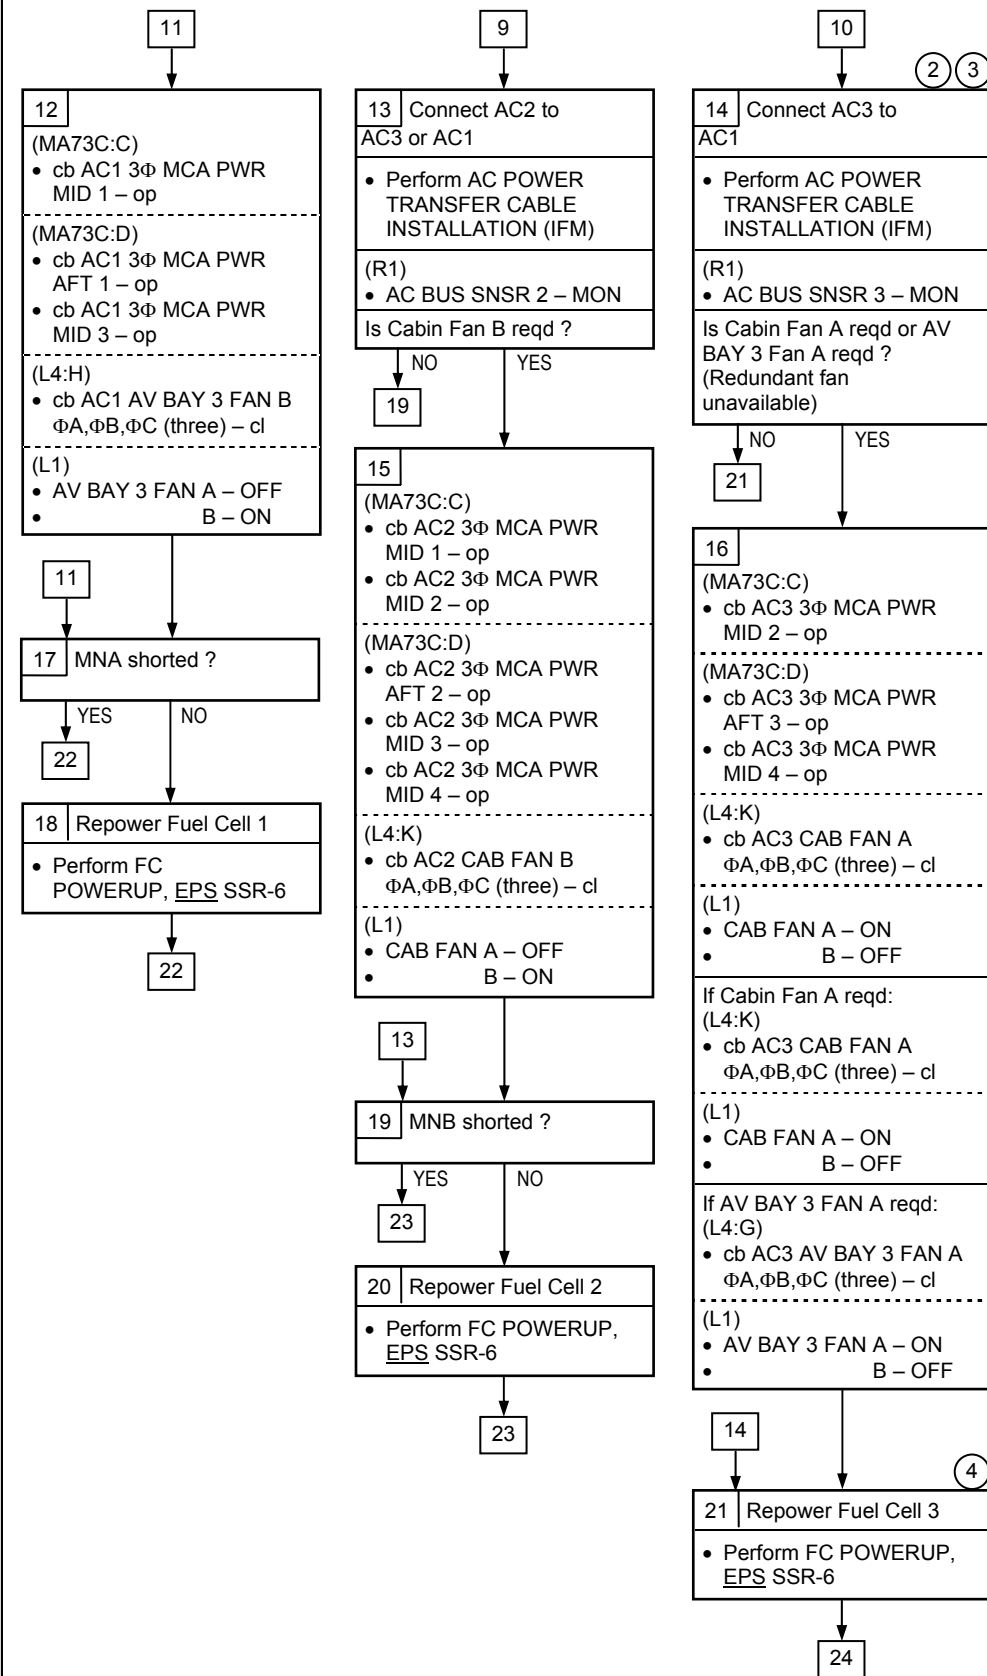 11
12
(MA73C:C)
• cb AC1 3Φ MCA PWR
MID 1 – op
(MA73C:D)
• cb AC1 3Φ MCA PWR
AFT 1 – op
• cb AC1 3Φ MCA PWR
MID 3 – op
(L4:H)
• cb AC1 AV BAY 3 FAN B
ΦA,ΦB,ΦC (three) – cl
(L1)
• AV BAY 3 FAN A – OFF
• B – ON
11
17 MNA shorted ?
YES NO
22
18 Repower Fuel Cell 1
• Perform FC
POWERUP, EPS SSR-6
22
9
13 Connect AC2 to
AC3 or AC1
• Perform AC POWER
TRANSFER CABLE
INSTALLATION (IFM)
(R1)
• AC BUS SNSR 2 – MON
Is Cabin Fan B reqd ?
NO YES
19
15
(MA73C:C)
• cb AC2 3Φ MCA PWR
MID 1 – op
• cb AC2 3Φ MCA PWR
MID 2 – op
(MA73C:D)
• cb AC2 3Φ MCA PWR
AFT 2 – op
• cb AC2 3Φ MCA PWR
MID 3 – op
• cb AC2 3Φ MCA PWR
MID 4 – op
(L4:K)
• cb AC2 CAB FAN B
ΦA,ΦB,ΦC (three) – cl
(L1)
• CAB FAN A – OFF
• B – ON
13
19 MNB shorted ?
YES NO
23
20 Repower Fuel Cell 2
• Perform FC POWERUP,
EPS SSR-6
23
10
2 3
14 Connect AC3 to
AC1
• Perform AC POWER
TRANSFER CABLE
INSTALLATION (IFM)
(R1)
• AC BUS SNSR 3 – MON
Is Cabin Fan A reqd or AV
BAY 3 Fan A reqd ?
(Redundant fan
unavailable)
NO YES
21
16
(MA73C:C)
• cb AC3 3Φ MCA PWR
MID 2 – op
(MA73C:D)
• cb AC3 3Φ MCA PWR
AFT 3 – op
• cb AC3 3Φ MCA PWR
MID 4 – op
(L4:K)
• cb AC3 CAB FAN A
ΦA,ΦB,ΦC (three) – cl
(L1)
• CAB FAN A – ON
• B – OFF
If Cabin Fan A reqd:
(L4:K)
• cb AC3 CAB FAN A
ΦA,ΦB,ΦC (three) – cl
(L1)
• CAB FAN A – ON
• B – OFF
If AV BAY 3 FAN A reqd:
(L4:G)
• cb AC3 AV BAY 3 FAN A
ΦA,ΦB,ΦC (three) – cl
(L1)
• AV BAY 3 FAN A – ON
• B – OFF
14
4
21 Repower Fuel Cell 3
• Perform FC POWERUP,
EPS SSR-6
24